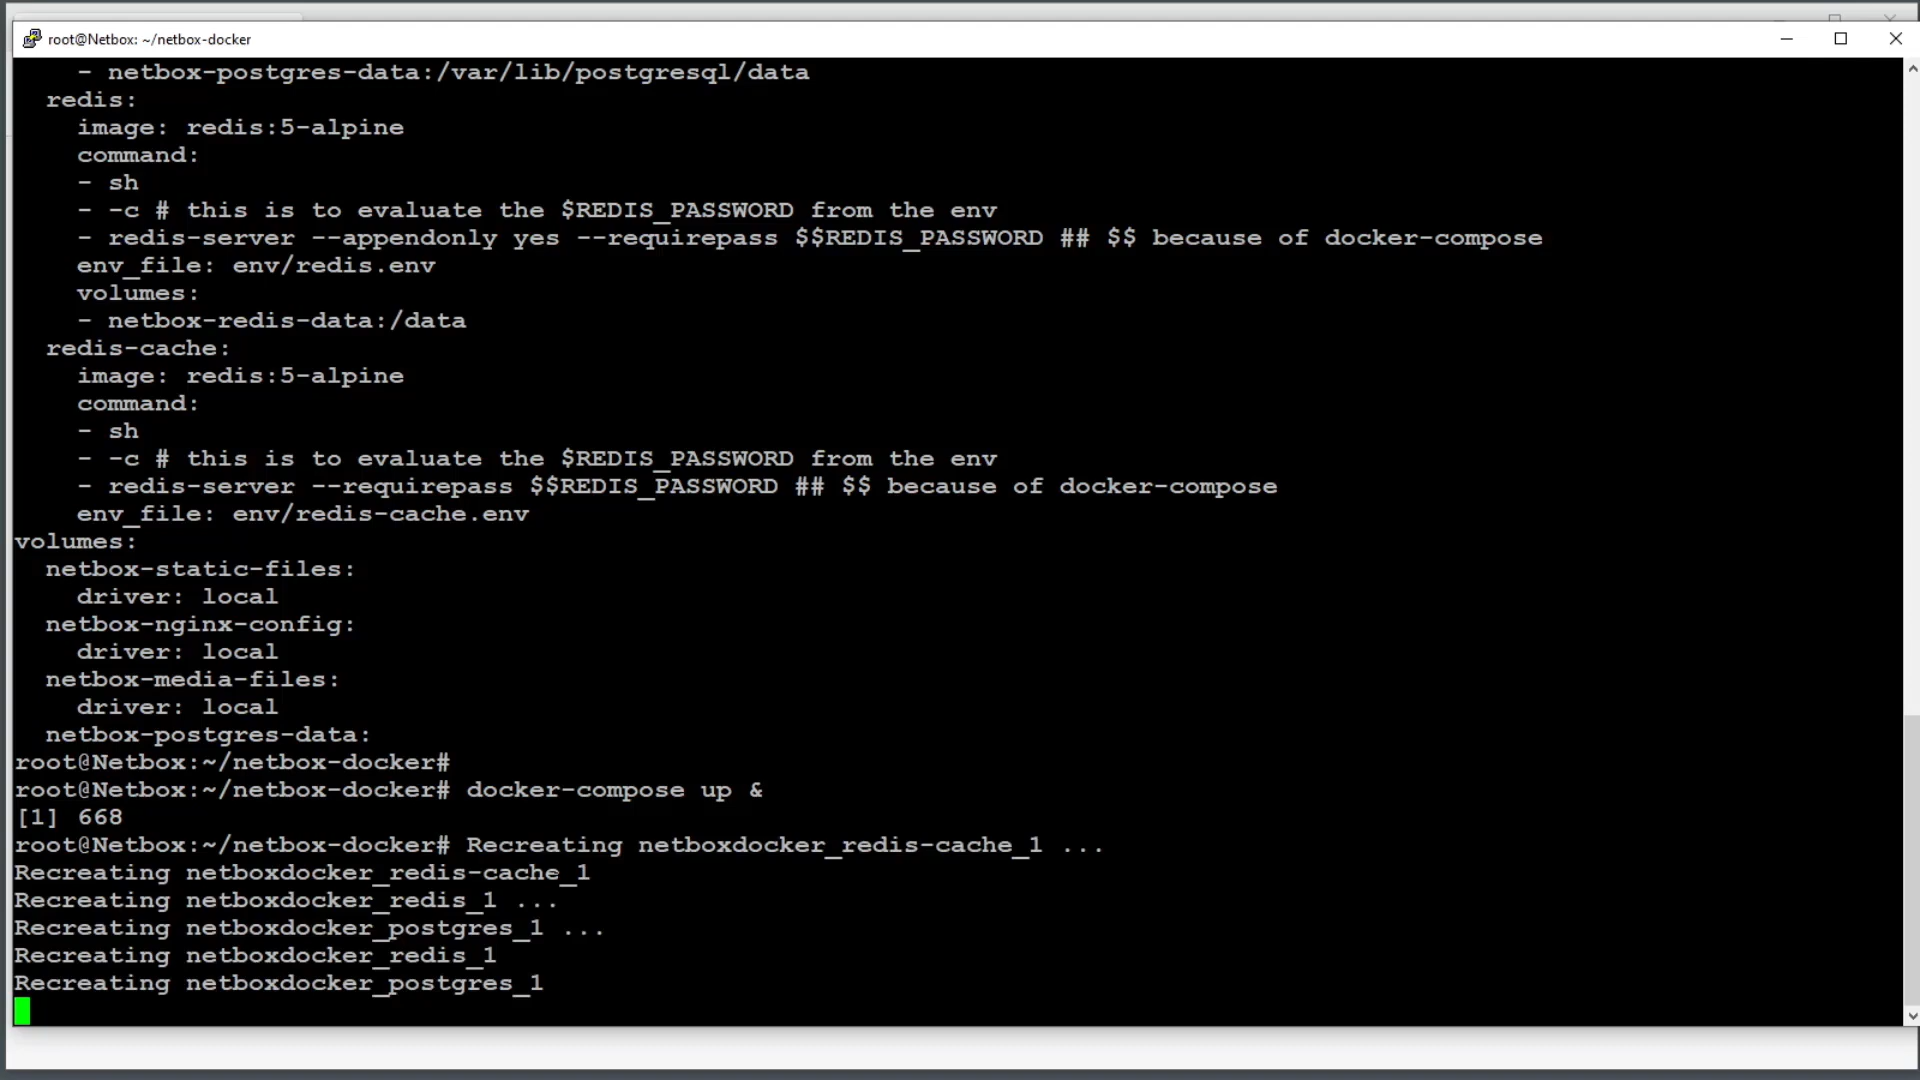 root@Netbox: ~/netbox-docker
- netbox-postgres-data:/var/lib/postgresql/data
redis:
image: redis:5-alpine
command:
- sh
- -c # this is to evaluate the $REDIS_PASSWORD from the env
- redis-server --appendonly yes --requirepass $$REDIS_PASSWORD ## $$ because of docker-compose
env_file: env/redis.env
volumes:
- netbox-redis-data:/data
redis-cache:
image: redis:5-alpine
command:
- sh
- -c # this is to evaluate the $REDIS_PASSWORD from the env
- redis-server --requirepass $$REDIS_PASSWORD ## $$ because of docker-compose
env_file: env/redis-cache.env
volumes:
netbox-static-files:
driver: local
netbox-nginx-config:
driver: local
netbox-media-files:
driver: local
netbox-postgres-data:
root@Netbox:~/netbox-docker#
root@Netbox:~/netbox-docker# docker-compose up &
[1] 668
root@Netbox:~/netbox-docker# Recreating netboxdocker_redis-cache_1 ...
Recreating netboxdocker_redis-cache_1
Recreating netboxdocker_redis_1 ...
Recreating netboxdocker_postgres_1 ...
Recreating netboxdocker_redis_1
Recreating netboxdocker_postgres_1